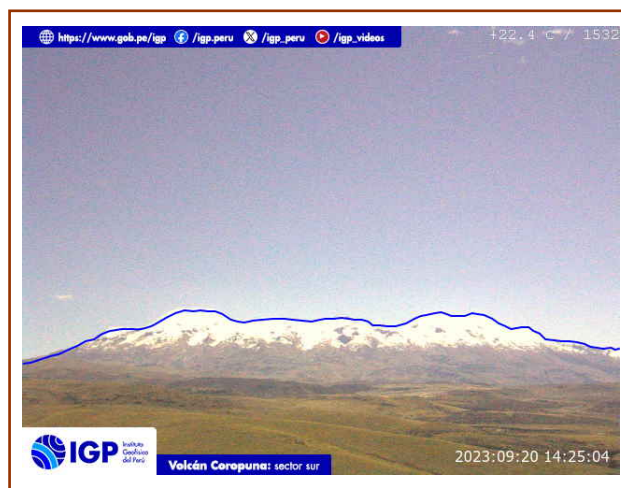 https://www.gob.pe/igp /igp.peru /igp_peru /igp_videos
+22.4 C / 1532
IGP Instituto Geofísico del Perú
Volcán Coropuna: sector sur
2023:09:20 14:25:04